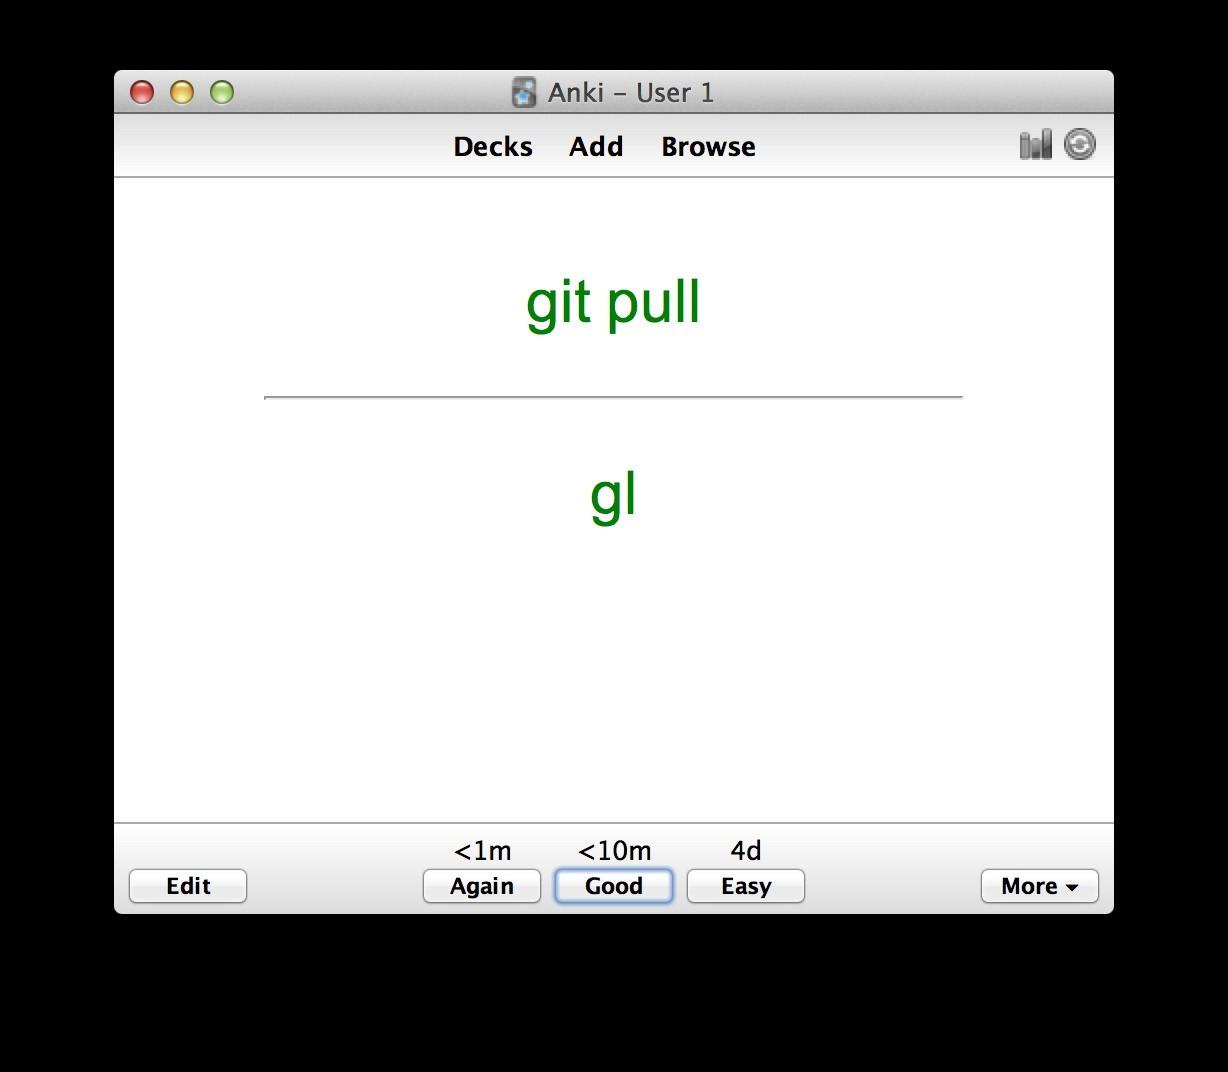 Anki – User 1
Decks Add Browse
git pull
gl
<1m <10m 4d
Edit Again Good Easy More